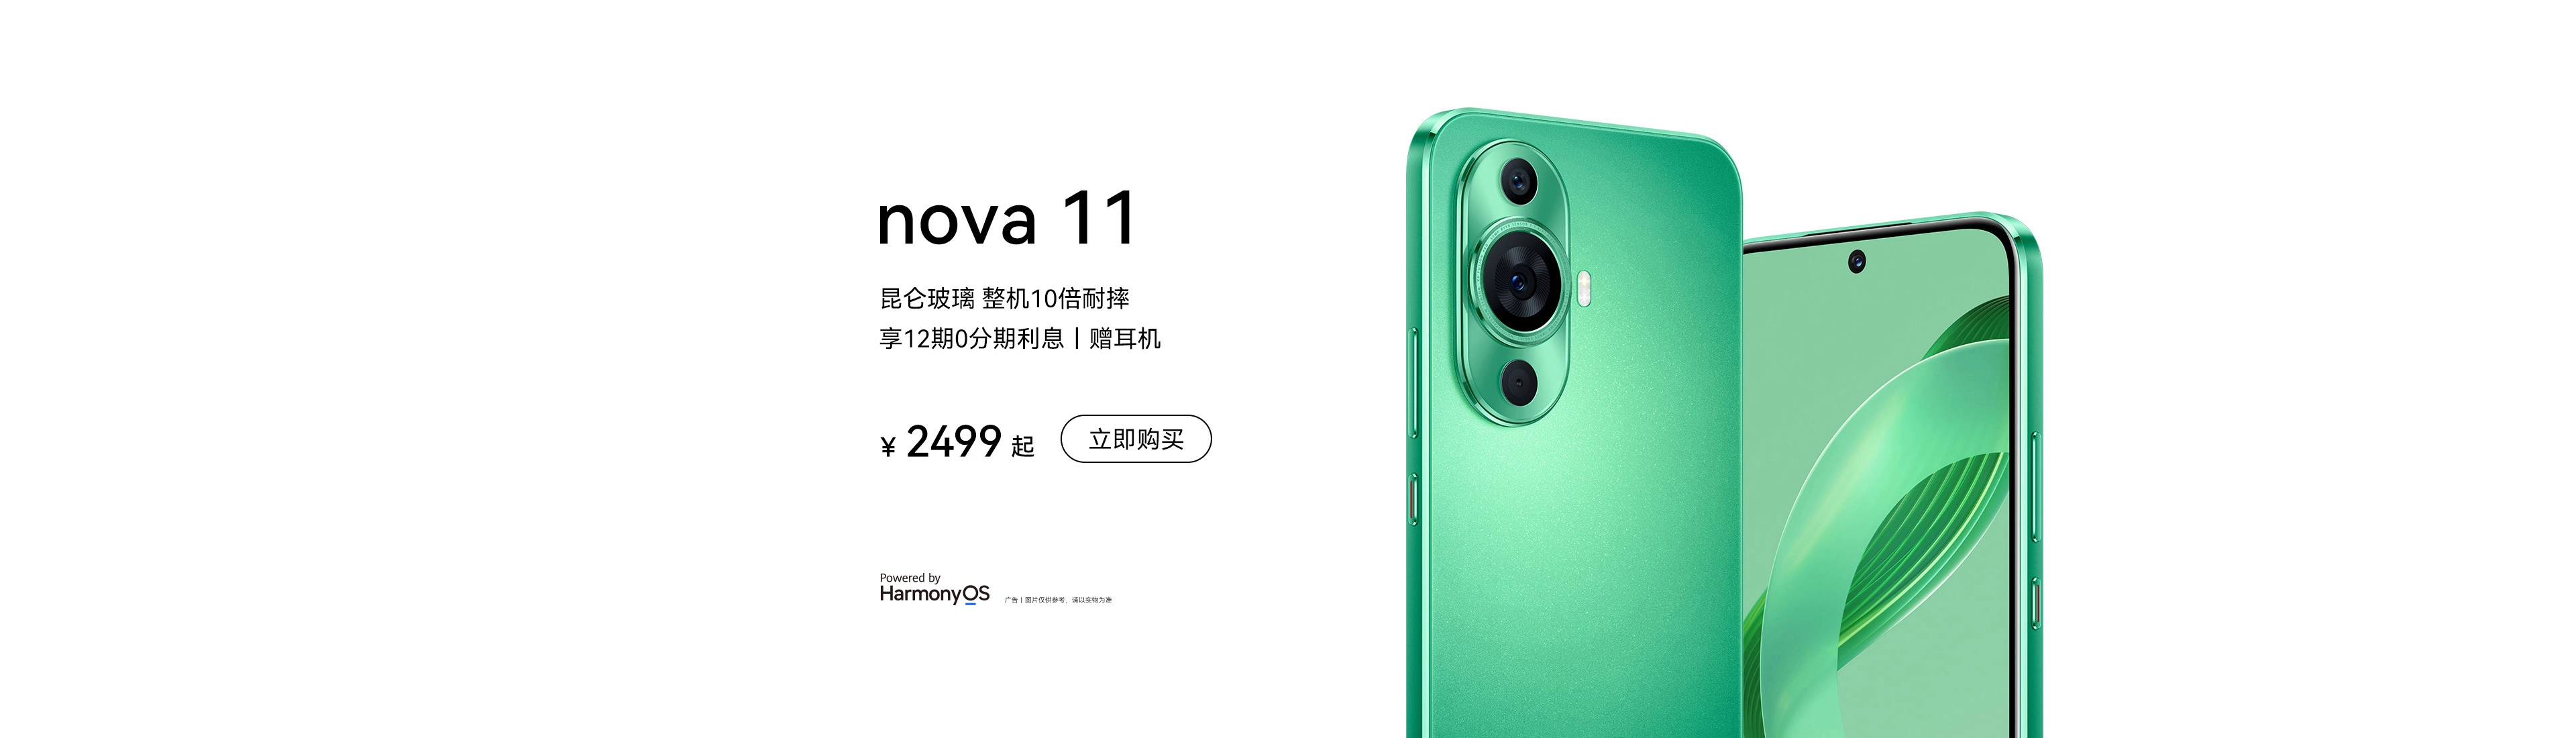 nova 11
昆仑玻璃 整机10倍耐摔
享12期0分期利息丨赠耳机
¥ 2499 起
立即购买
Powered by
HarmonyOS
广告丨图片仅供参考，请以实物为准